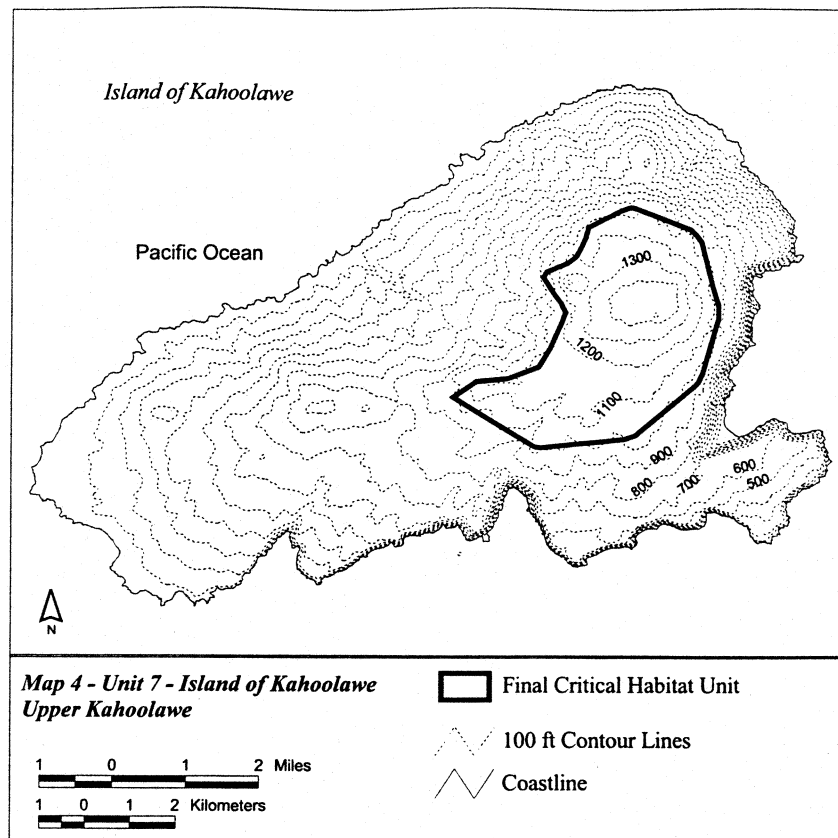 Island of Kahoolawe
Pacific Ocean
1300
1200
1100
900
800
700
600
500
N
Map 4 - Unit 7 - Island of Kahoolawe
Upper Kahoolawe
1 0 1 2 Miles
1 0 1 2 Kilometers
Final Critical Habitat Unit
100 ft Contour Lines
Coastline